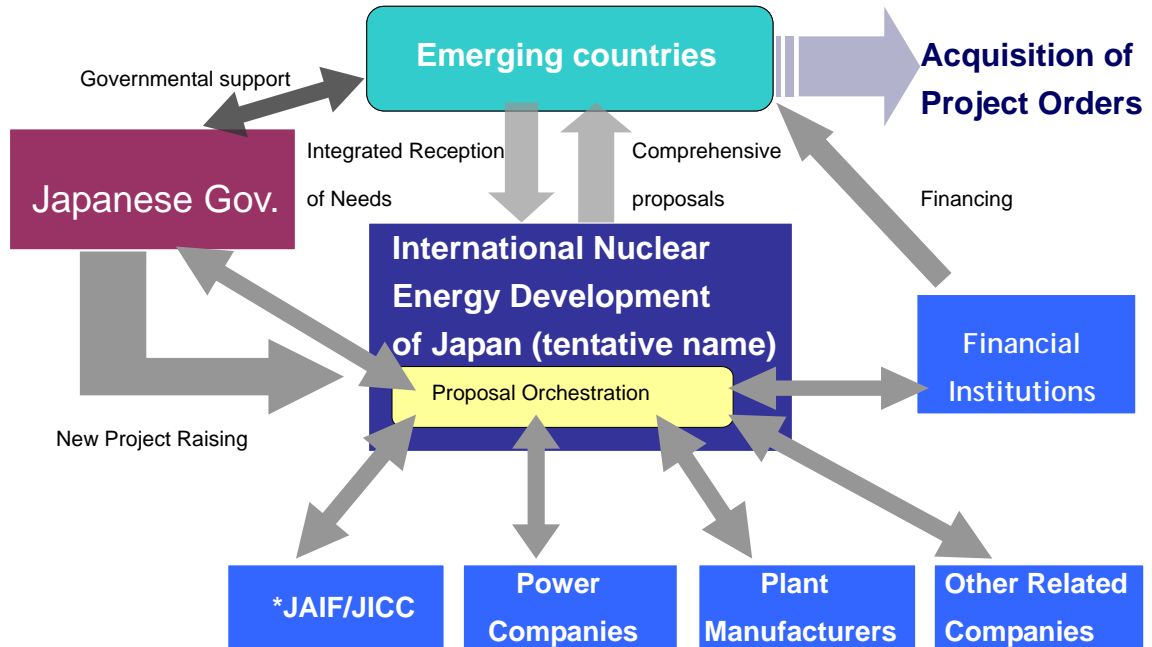 Emerging countries
Acquisition of
Project Orders
Governmental support
Japanese Gov.
Integrated Reception
of Needs
Comprehensive
proposals
Financing
International Nuclear
Energy Development
of Japan (tentative name)
Proposal Orchestration
Financial
Institutions
New Project Raising
*JAIF/JICC
Power
Companies
Plant
Manufacturers
Other Related
Companies